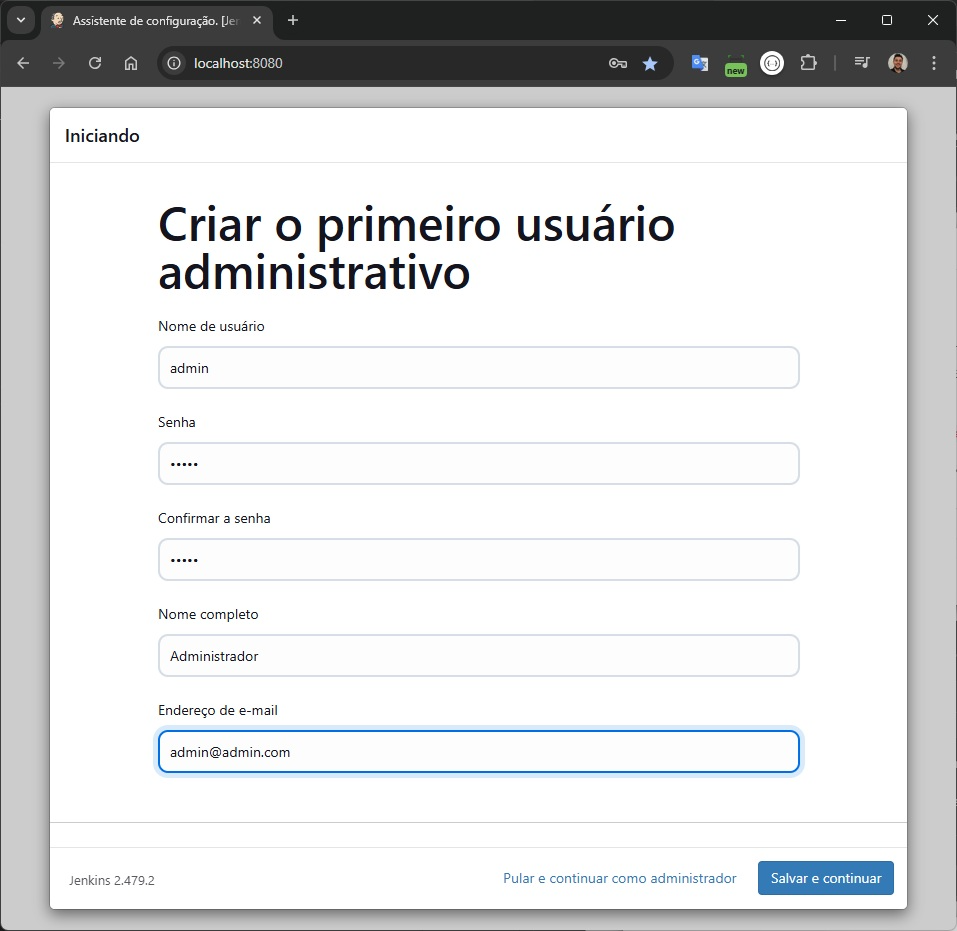 Assistente de configuração. [Jer
localhost:8080
new
Iniciando
Criar o primeiro usuário
administrativo
Nome de usuário
admin
Senha
•••••
Confirmar a senha
•••••
Nome completo
Administrador
Endereço de e-mail
admin@admin.com
Jenkins 2.479.2
Pular e continuar como administrador
Salvar e continuar